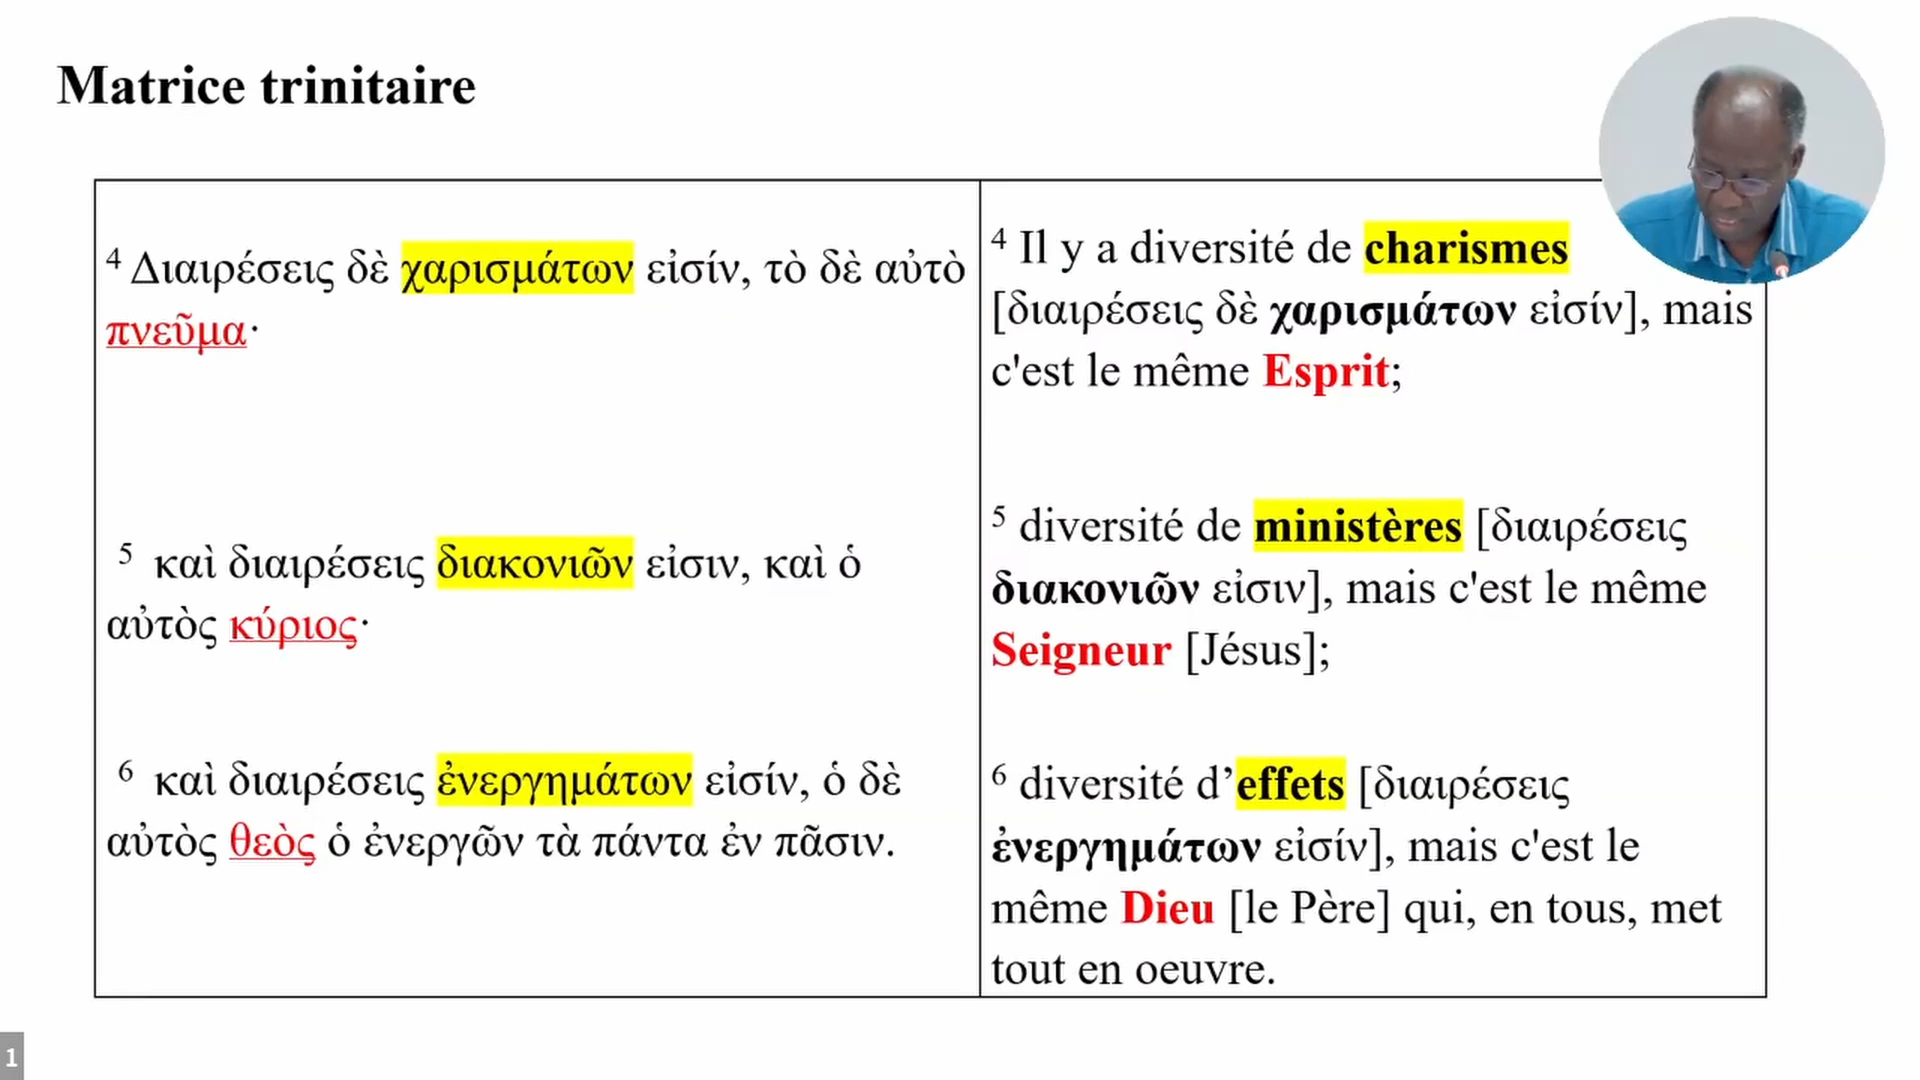 Matrice trinitaire
⁴ Διαιρέσεις δὲ χαρισμάτων εἰσίν, τὸ δὲ αὐτὸ
πνεῦμα·
⁵ καὶ διαιρέσεις διακονιῶν εἰσιν, καὶ ὁ
αὐτὸς κύριος·
⁶ καὶ διαιρέσεις ἐνεργημάτων εἰσίν, ὁ δὲ
αὐτὸς θεὸς ὁ ἐνεργῶν τὰ πάντα ἐν πᾶσιν.
⁴ Il y a diversité de charismes
[διαιρέσεις δὲ χαρισμάτων εἰσίν], mais
c'est le même Esprit;
⁵ diversité de ministères [διαιρέσεις
διακονιῶν εἰσιν], mais c'est le même
Seigneur [Jésus];
⁶ diversité d’effets [διαιρέσεις
ἐνεργημάτων εἰσίν], mais c'est le
même Dieu [le Père] qui, en tous, met
tout en oeuvre.
1